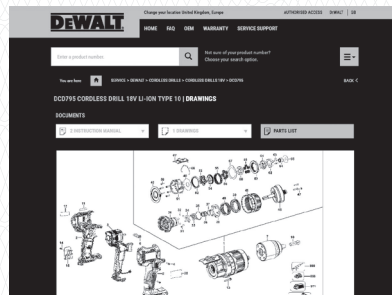 DEWALT.
Change your location United Kingdom, Europe
AUTHORISED ACCESS DEWALT EN
HOME FAQ OEM WARRANTY SERVICE SUPPORT
Enter a product number.
Not sure of your product number?
Choose your search option.
You are here SERVICE > DEWALT > CORDLESS DRILLS > CORDLESS DRILLS 18V > DCD795
BACK <
DCD795 CORDLESS DRILL 18V LI-ION TYPE 10 | DRAWINGS
DOCUMENTS
2 INSTRUCTION MANUAL
1 DRAWINGS
PARTS LIST